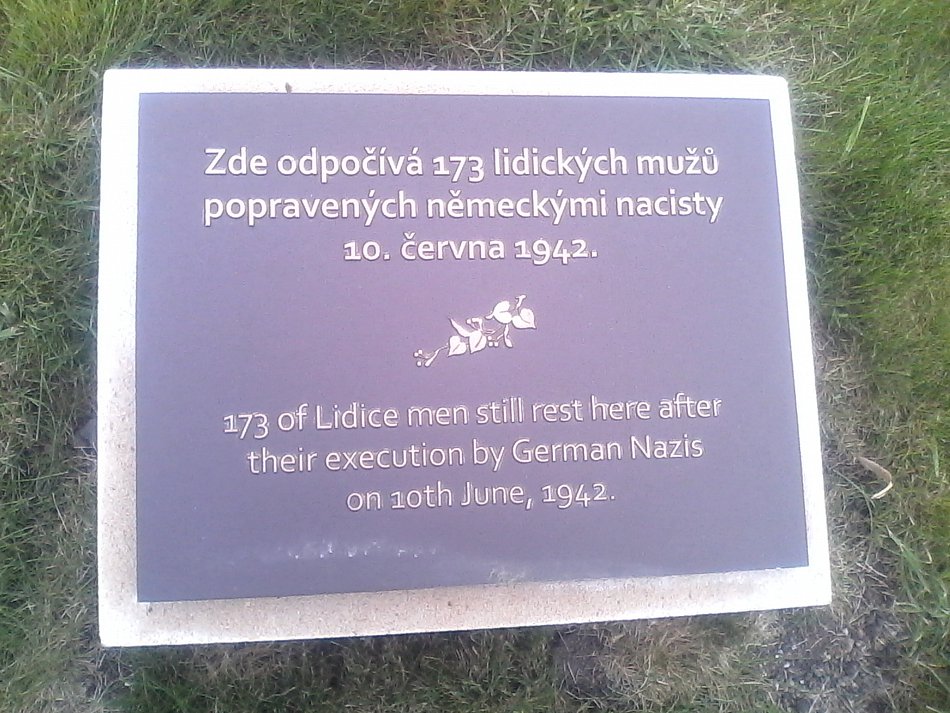 Zde odpočívá 173 lidických mužů
popravených německými nacisty
10. června 1942.
173 of Lidice men still rest here after
their execution by German Nazis
on 10th June, 1942.